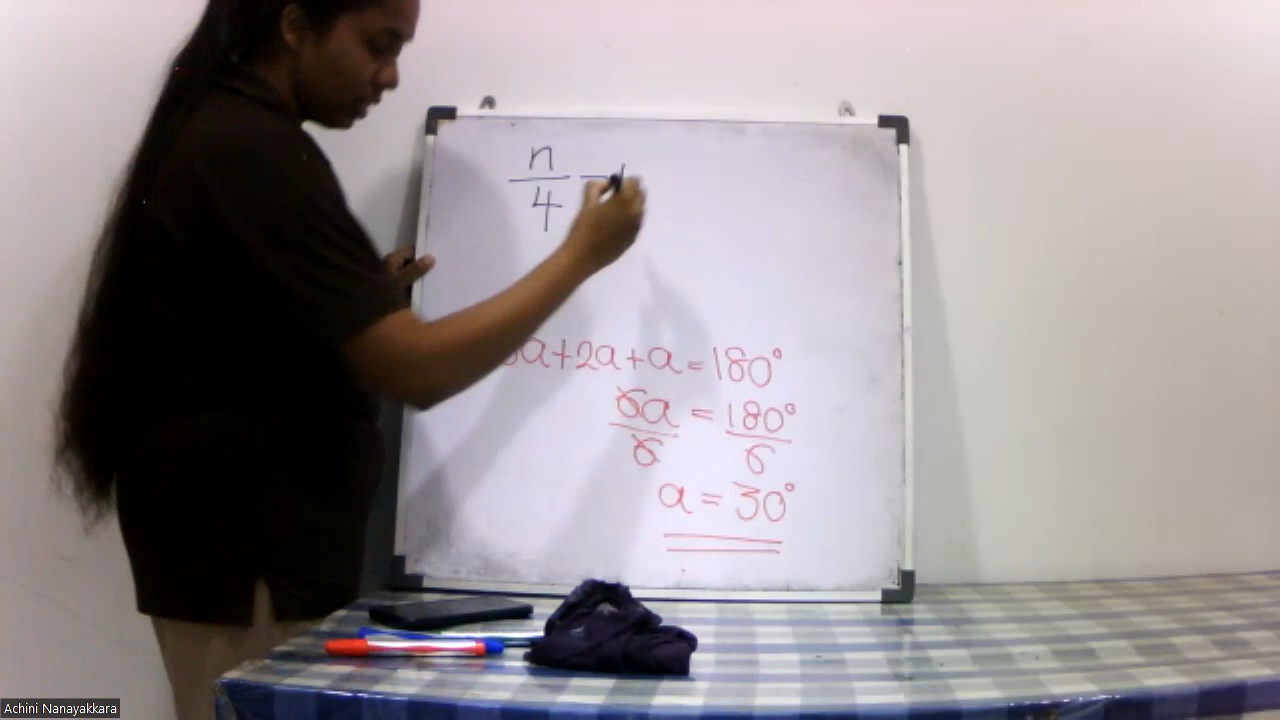 n/4 −
a+2a+a=180°
6a/6 = 180°/6
a = 30°
Achini Nanayakkara